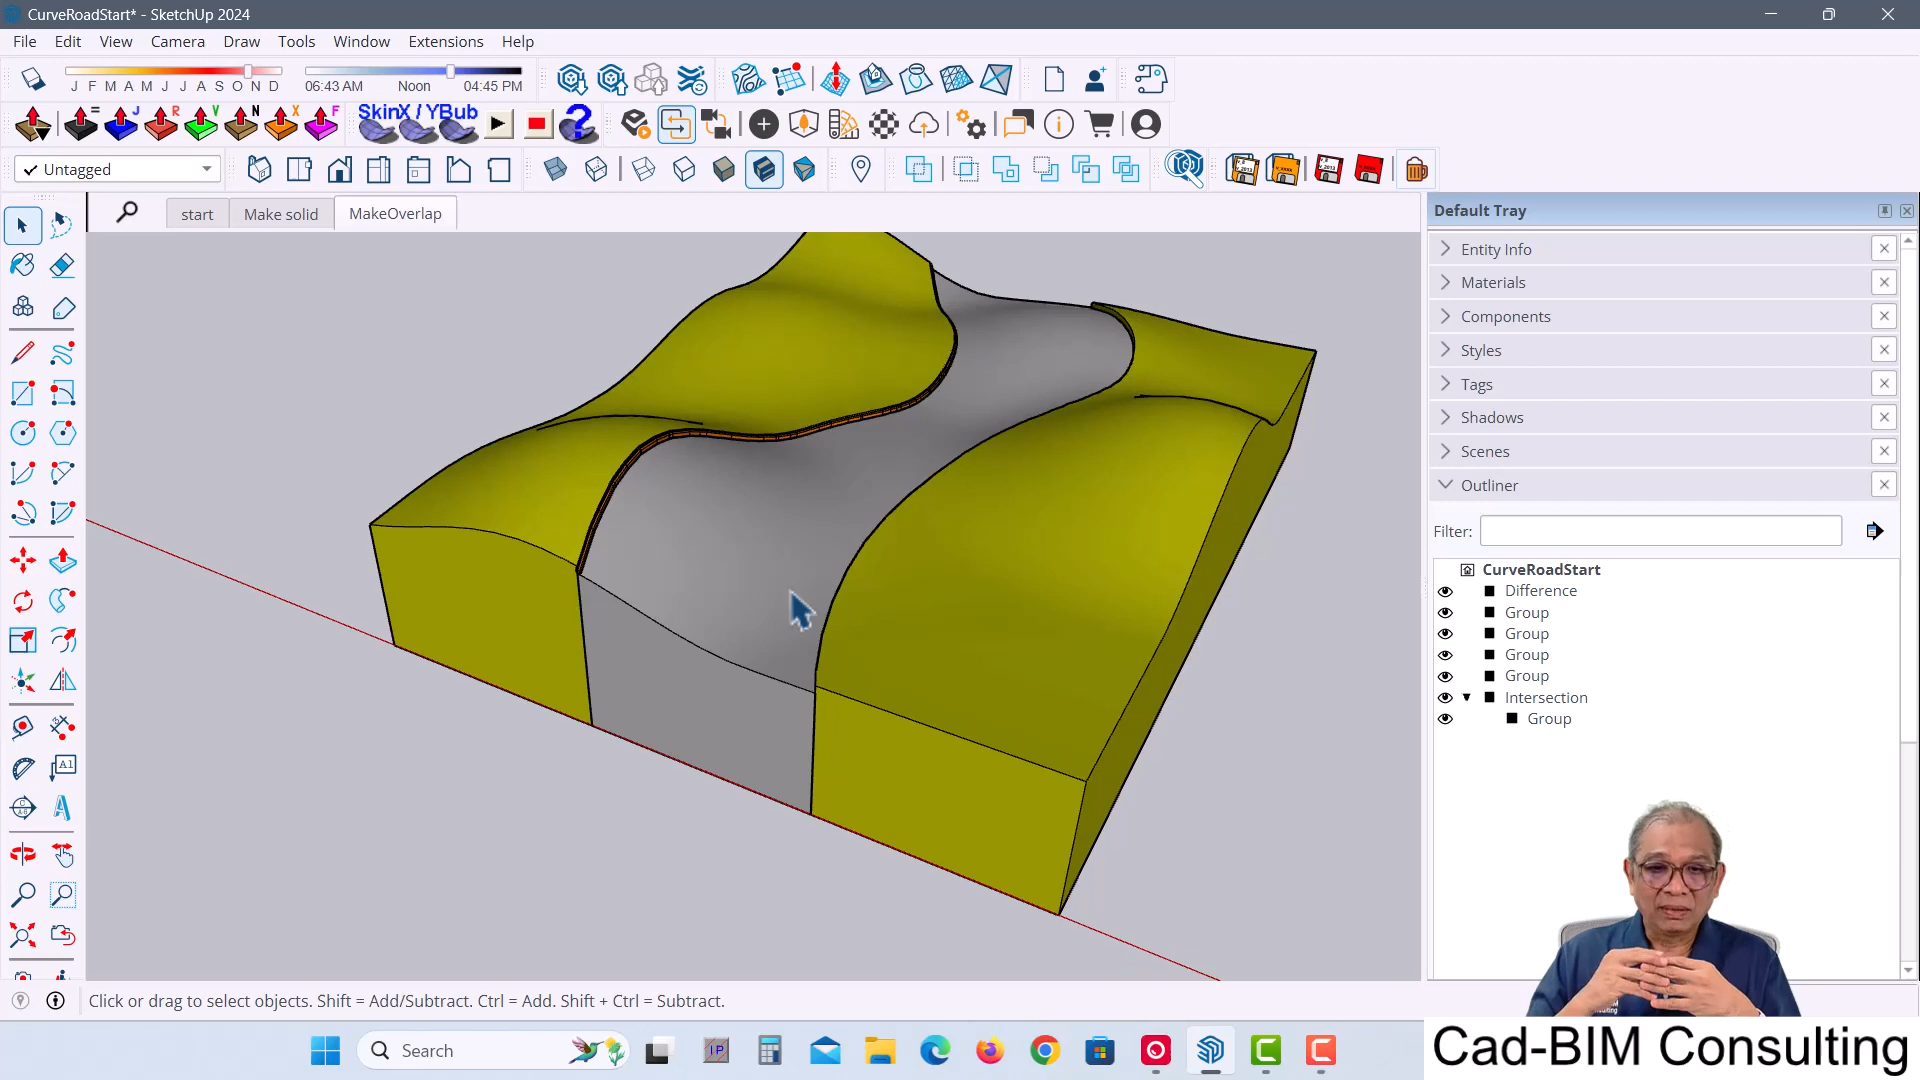 CurveRoadStart* - SketchUp 2024
File Edit View Camera Draw Tools Window Extensions Help
J F M A M J J A S O N D
06:43 AM Noon 04:45 PM
= J R V N X F
SkinX / YBub
Untagged
start Make solid MakeOverlap
Default Tray
Entity Info
Materials
Components
Styles
Tags
Shadows
Scenes
Outliner
Filter:
CurveRoadStart
Difference
Group
Group
Group
Group
Intersection
Group
A1
Click or drag to select objects. Shift = Add/Subtract. Ctrl = Add. Shift + Ctrl = Subtract.
Search
IP
Cad-BIM Consulting